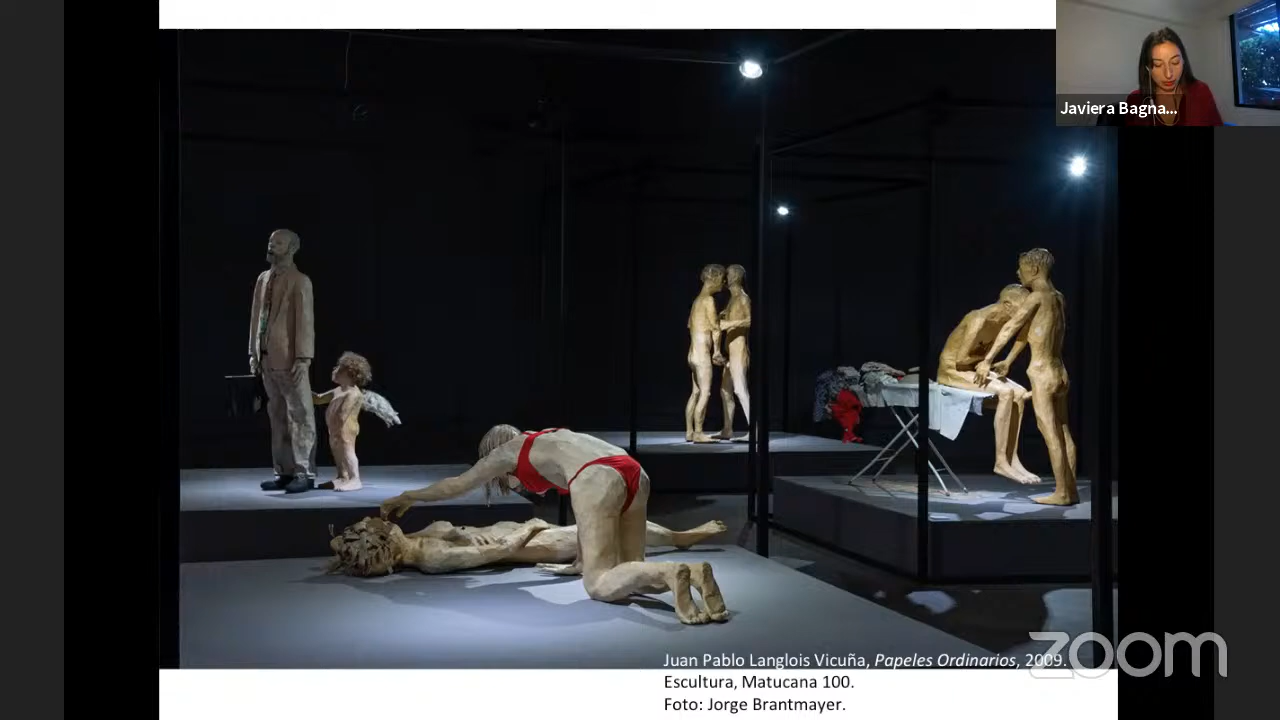 Javiera Bagna...
Juan Pablo Langlois Vicuña, Papeles Ordinarios, 2009.
Escultura, Matucana 100.
Foto: Jorge Brantmayer.
zoom